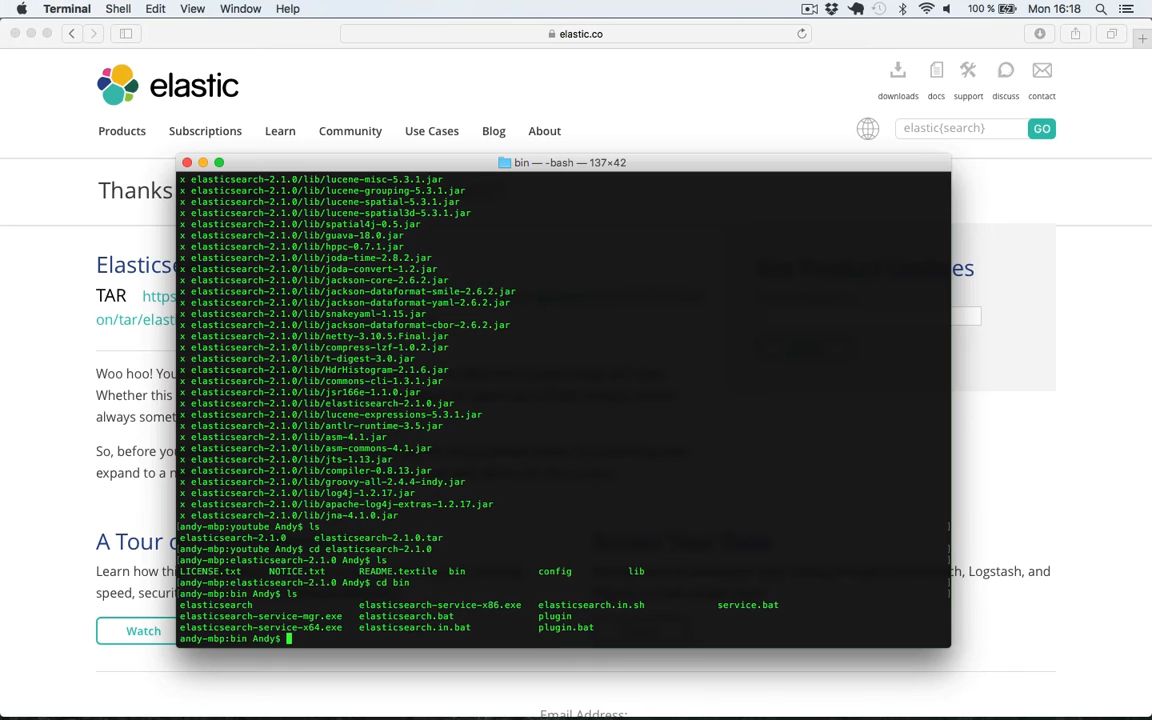 Terminal Shell Edit View Window Help 100 % Mon 16:18
elastic.co
elastic
downloads docs support discuss contact
Products Subscriptions Learn Community Use Cases Blog About
elastic{search} GO
Thanks
bin — -bash — 137×42
x elasticsearch-2.1.0/lib/lucene-misc-5.3.1.jar
x elasticsearch-2.1.0/lib/lucene-grouping-5.3.1.jar
x elasticsearch-2.1.0/lib/lucene-spatial-5.3.1.jar
x elasticsearch-2.1.0/lib/lucene-spatial3d-5.3.1.jar
x elasticsearch-2.1.0/lib/spatial4j-0.5.jar
x elasticsearch-2.1.0/lib/guava-18.0.jar
x elasticsearch-2.1.0/lib/hppc-0.7.1.jar
x elasticsearch-2.1.0/lib/joda-time-2.8.2.jar
x elasticsearch-2.1.0/lib/joda-convert-1.2.jar
x elasticsearch-2.1.0/lib/jackson-core-2.6.2.jar
x elasticsearch-2.1.0/lib/jackson-dataformat-smile-2.6.2.jar
x elasticsearch-2.1.0/lib/jackson-dataformat-yaml-2.6.2.jar
x elasticsearch-2.1.0/lib/snakeyaml-1.15.jar
x elasticsearch-2.1.0/lib/jackson-dataformat-cbor-2.6.2.jar
x elasticsearch-2.1.0/lib/netty-3.10.5.Final.jar
x elasticsearch-2.1.0/lib/compress-lzf-1.0.2.jar
x elasticsearch-2.1.0/lib/t-digest-3.0.jar
x elasticsearch-2.1.0/lib/HdrHistogram-2.1.6.jar
x elasticsearch-2.1.0/lib/commons-cli-1.3.1.jar
x elasticsearch-2.1.0/lib/jsr166e-1.1.0.jar
x elasticsearch-2.1.0/lib/elasticsearch-2.1.0.jar
x elasticsearch-2.1.0/lib/lucene-expressions-5.3.1.jar
x elasticsearch-2.1.0/lib/antlr-runtime-3.5.jar
x elasticsearch-2.1.0/lib/asm-4.1.jar
x elasticsearch-2.1.0/lib/asm-commons-4.1.jar
x elasticsearch-2.1.0/lib/jts-1.13.jar
x elasticsearch-2.1.0/lib/compiler-0.8.13.jar
x elasticsearch-2.1.0/lib/groovy-all-2.4.4-indy.jar
x elasticsearch-2.1.0/lib/log4j-1.2.17.jar
x elasticsearch-2.1.0/lib/apache-log4j-extras-1.2.17.jar
x elasticsearch-2.1.0/lib/jna-4.1.0.jar
[andy-mbp:youtube Andy$ ls ]
elasticsearch-2.1.0 elasticsearch-2.1.0.tar
[andy-mbp:youtube Andy$ cd elasticsearch-2.1.0 ]
[andy-mbp:elasticsearch-2.1.0 Andy$ ls ]
LICENSE.txt NOTICE.txt README.textile bin config lib
[andy-mbp:elasticsearch-2.1.0 Andy$ cd bin ]
[andy-mbp:bin Andy$ ls ]
elasticsearch elasticsearch-service-x86.exe elasticsearch.in.sh service.bat
elasticsearch-service-mgr.exe elasticsearch.bat plugin
elasticsearch-service-x64.exe elasticsearch.in.bat plugin.bat
andy-mbp:bin Andy$
Elasticse
TAR https
on/tar/elast
Woo hoo! You
Whether this
always somet
So, before yo
expand to a n
A Tour o
Learn how thi
h, Logstash, and
speed, securi
Watch
Email Address: